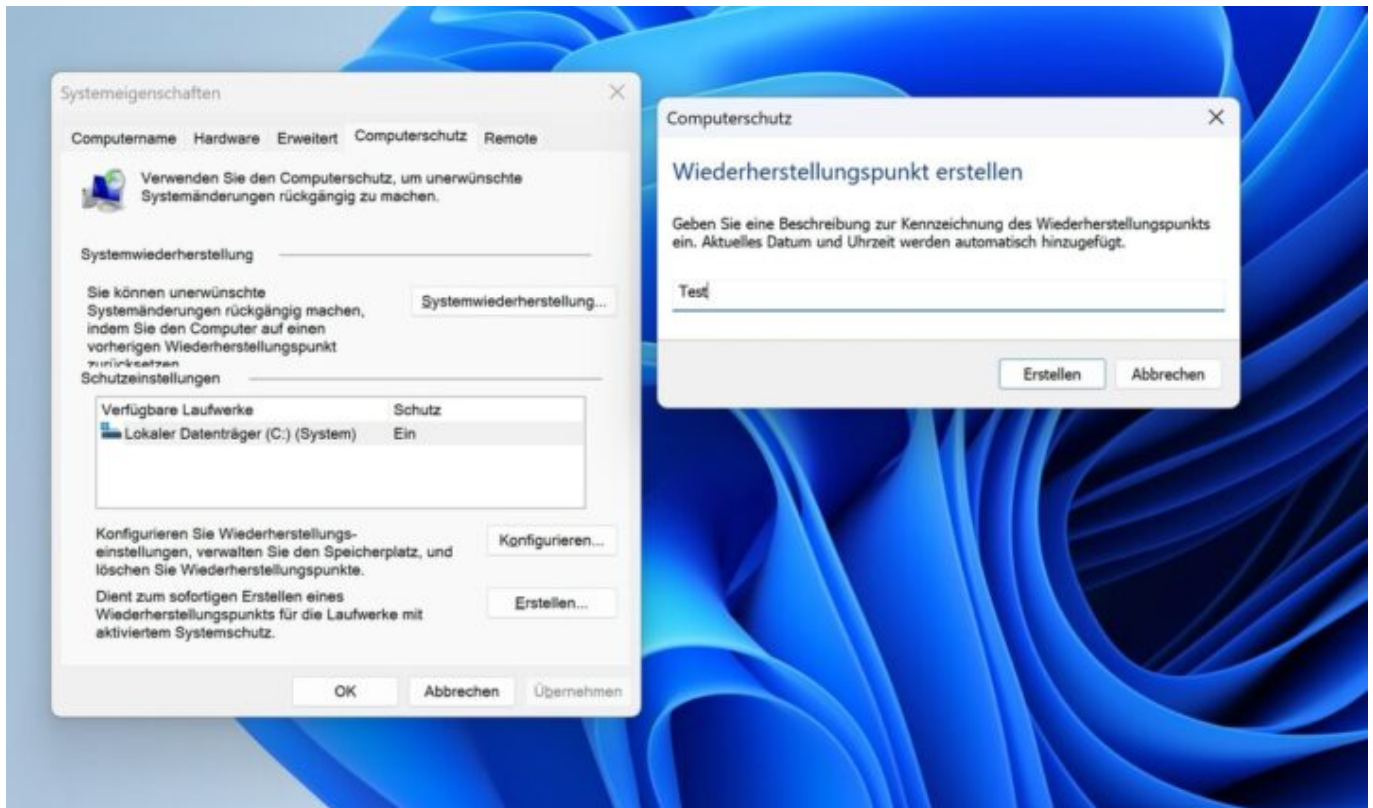 Systemeigenschaften
Computername Hardware Erweitert Computerschutz Remote
Verwenden Sie den Computerschutz, um unerwünschte
Systemänderungen rückgängig zu machen.
Systemwiederherstellung
Sie können unerwünschte
Systemänderungen rückgängig machen,
indem Sie den Computer auf einen
vorherigen Wiederherstellungspunkt
zurücksetzen
Systemwiederherstellung...
Schutzeinstellungen
Verfügbare Laufwerke Schutz
Lokaler Datenträger (C:) (System) Ein
Konfigurieren Sie Wiederherstellungs-
einstellungen, verwalten Sie den Speicherplatz, und
löschen Sie Wiederherstellungspunkte.
Konfigurieren...
Dient zum sofortigen Erstellen eines
Wiederherstellungspunkts für die Laufwerke mit
aktiviertem Systemschutz.
Erstellen...
OK Abbrechen Übernehmen
Computerschutz
Wiederherstellungspunkt erstellen
Geben Sie eine Beschreibung zur Kennzeichnung des Wiederherstellungspunkts
ein. Aktuelles Datum und Uhrzeit werden automatisch hinzugefügt.
Test
Erstellen Abbrechen